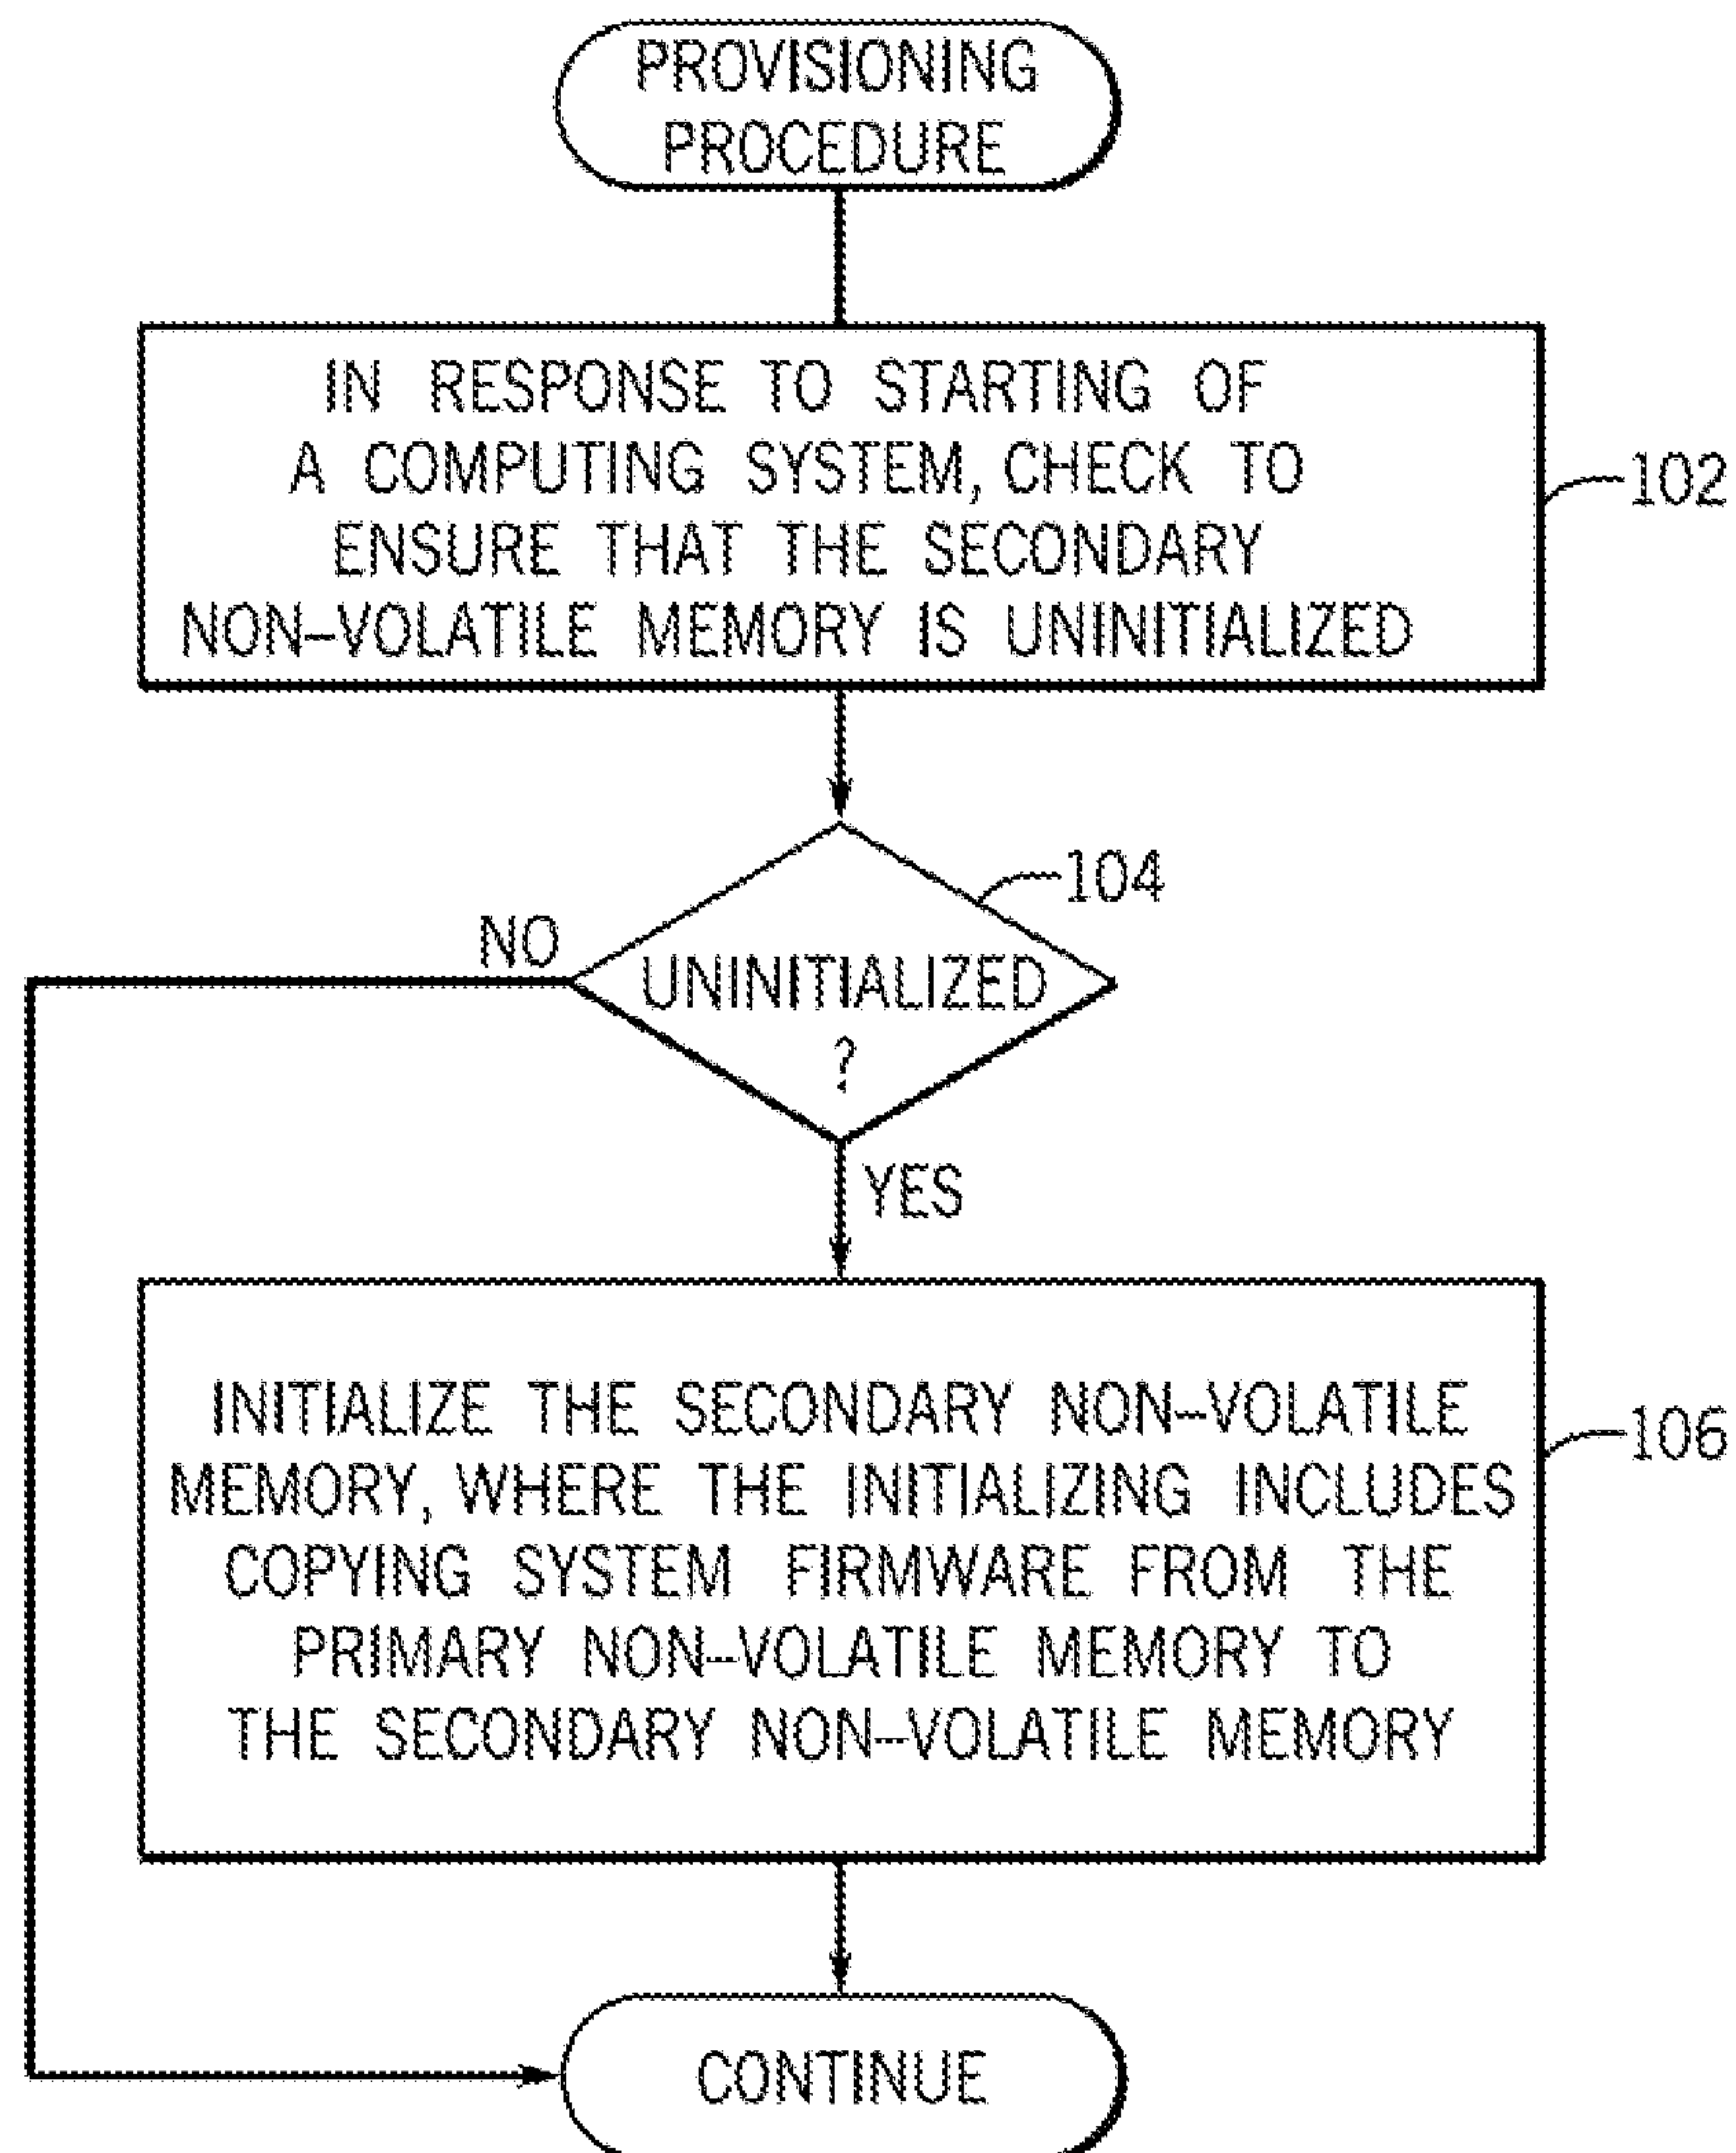 PROVISIONING
PROCEDURE
IN RESPONSE TO STARTING OF
A COMPUTING SYSTEM, CHECK TO
ENSURE THAT THE SECONDARY
NON–VOLATILE MEMORY IS UNINITIALIZED
102
104
NO
UNINITIALIZED
?
YES
INITIALIZE THE SECONDARY NON–VOLATILE
MEMORY, WHERE THE INITIALIZING INCLUDES
COPYING SYSTEM FIRMWARE FROM THE
PRIMARY NON–VOLATILE MEMORY TO
THE SECONDARY NON–VOLATILE MEMORY
106
CONTINUE